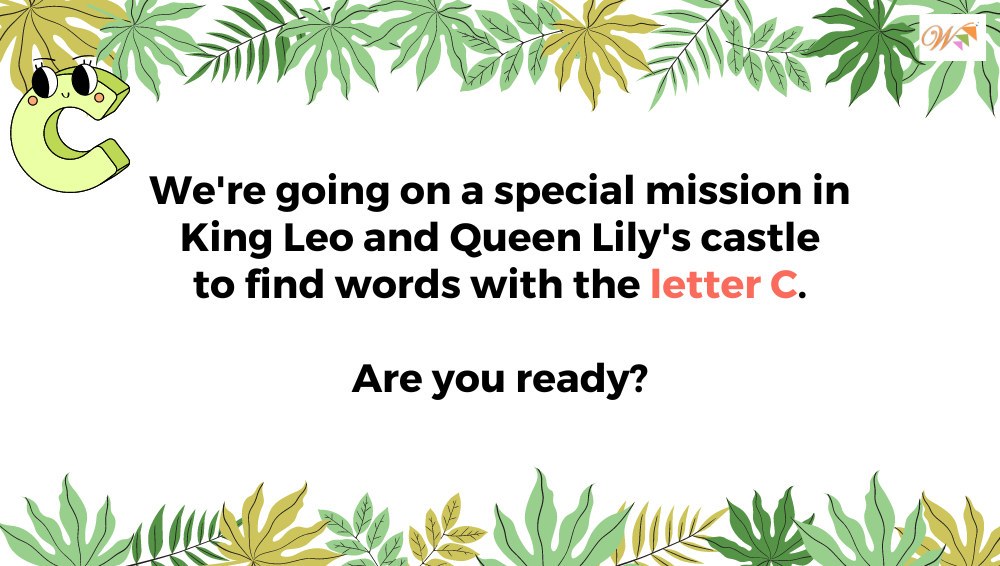 W
We're going on a special mission in
King Leo and Queen Lily's castle
to find words with the letter C.
Are you ready?